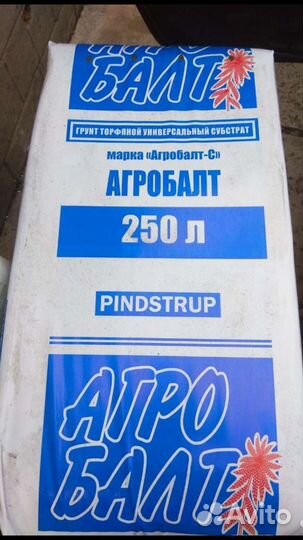 АГРО
БАЛТ
ГРУНТ ТОРФЯНОЙ УНИВЕРСАЛЬНЫЙ СУБСТРАТ
марка «Агробалт-С»
АГРОБАЛТ
250 л
PINDSTRUP
АГРО
БАЛТ
Avito